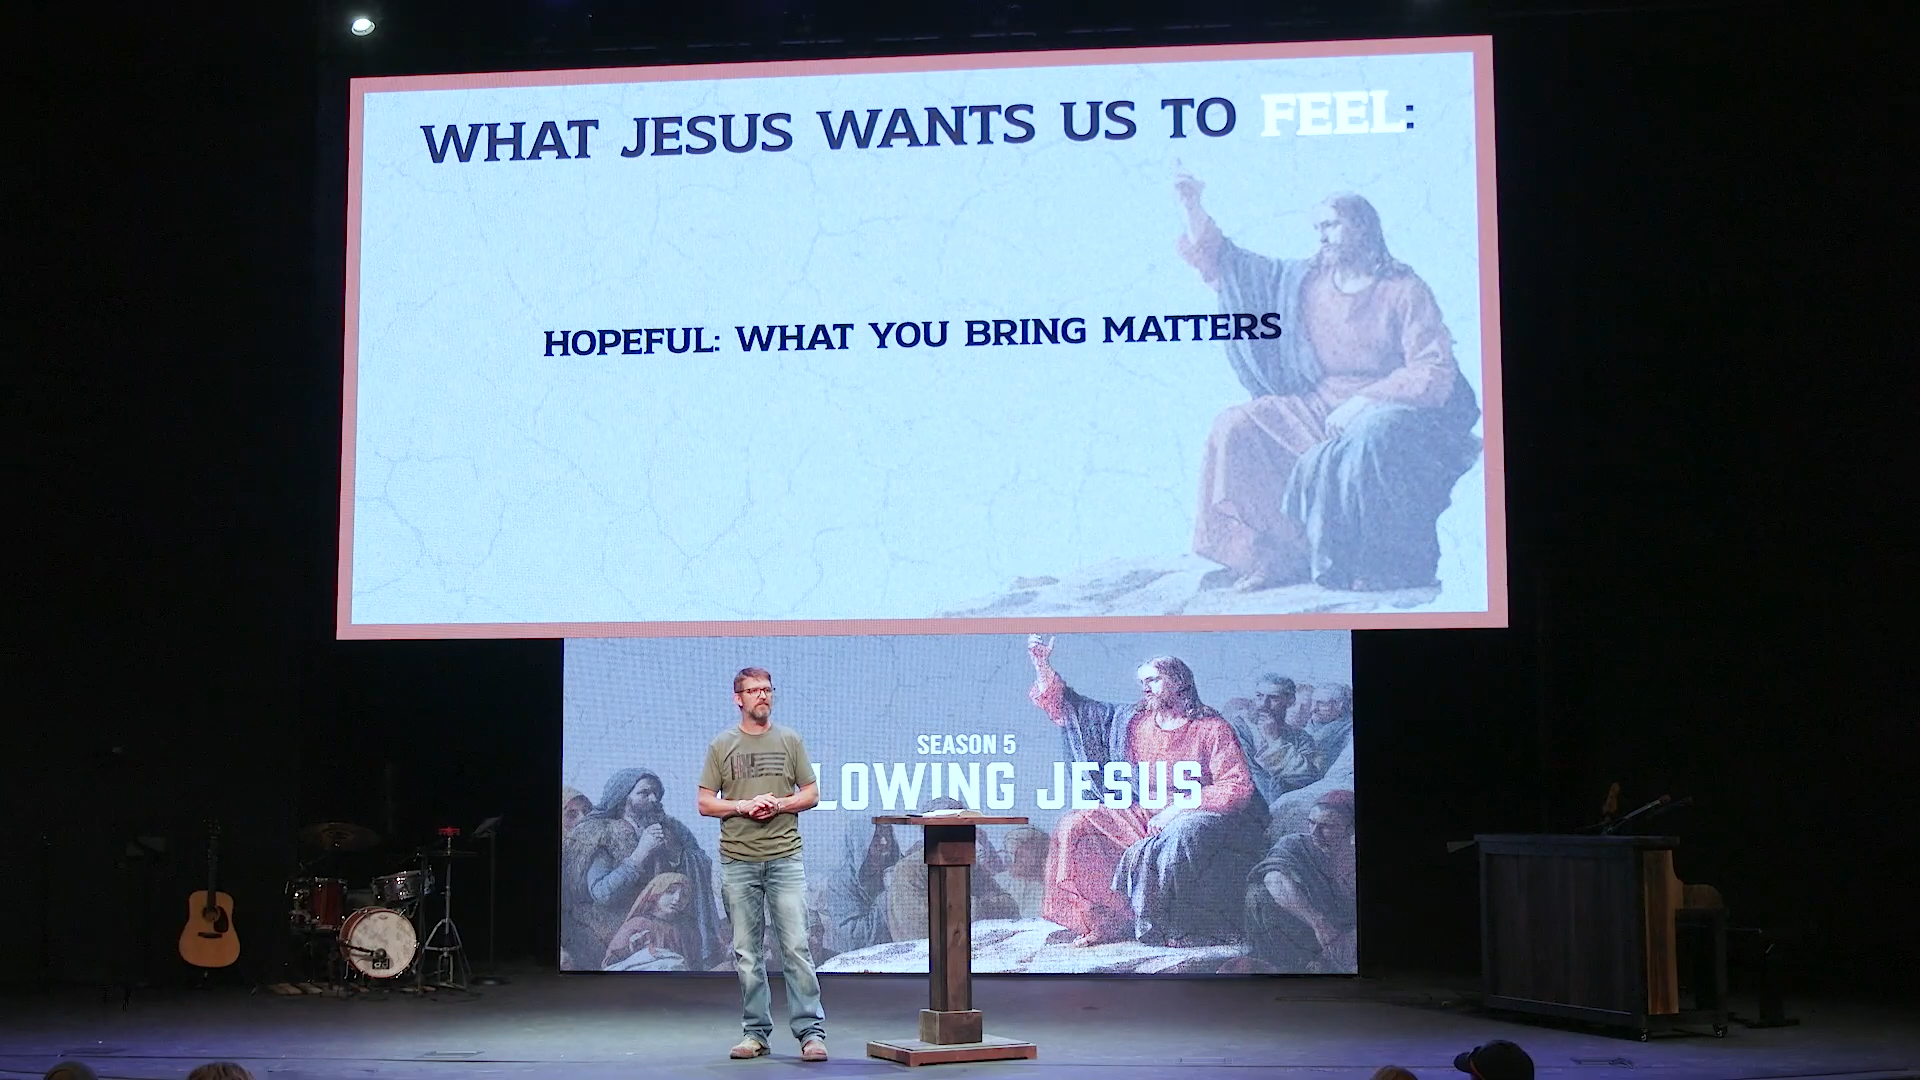 WHAT JESUS WANTS US TO FEEL:
HOPEFUL: WHAT YOU BRING MATTERS
SEASON 5
LOWING JESUS